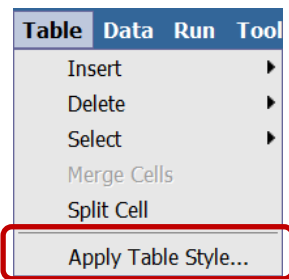 Table Data Run Tool
Insert
Delete
Select
Merge Cells
Split Cell
Apply Table Style...